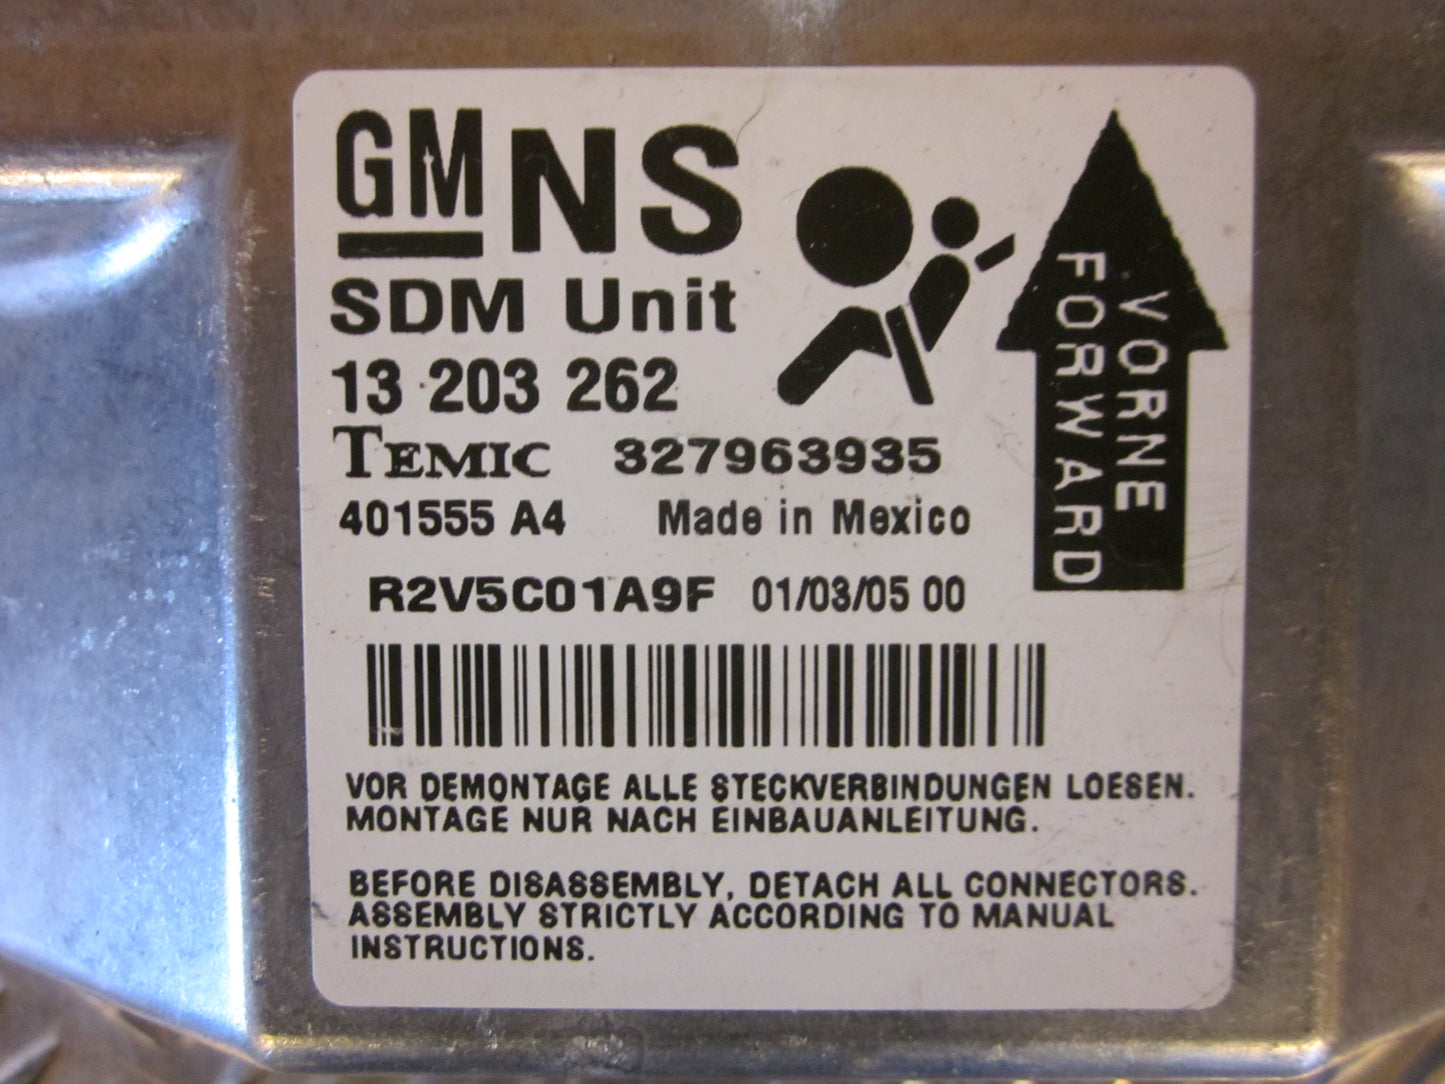 GM NS
SDM Unit
13 203 262
TEMIC 327963935
401555 A4 Made in Mexico
R2V5C01A9F 01/03/05 00
VORNE
FORWARD
VOR DEMONTAGE ALLE STECKVERBINDUNGEN LOESEN.
MONTAGE NUR NACH EINBAUANLEITUNG.
BEFORE DISASSEMBLY, DETACH ALL CONNECTORS.
ASSEMBLY STRICTLY ACCORDING TO MANUAL
INSTRUCTIONS.